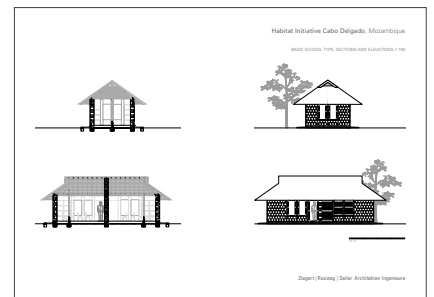 Habitat Initiative Cabo Delgado, Mozambique
BASIC SCHOOL TYPE, SECTIONS AND ELEVATIONS 1:100
Ziegert | Roswag | Seiler Architekten Ingenieure